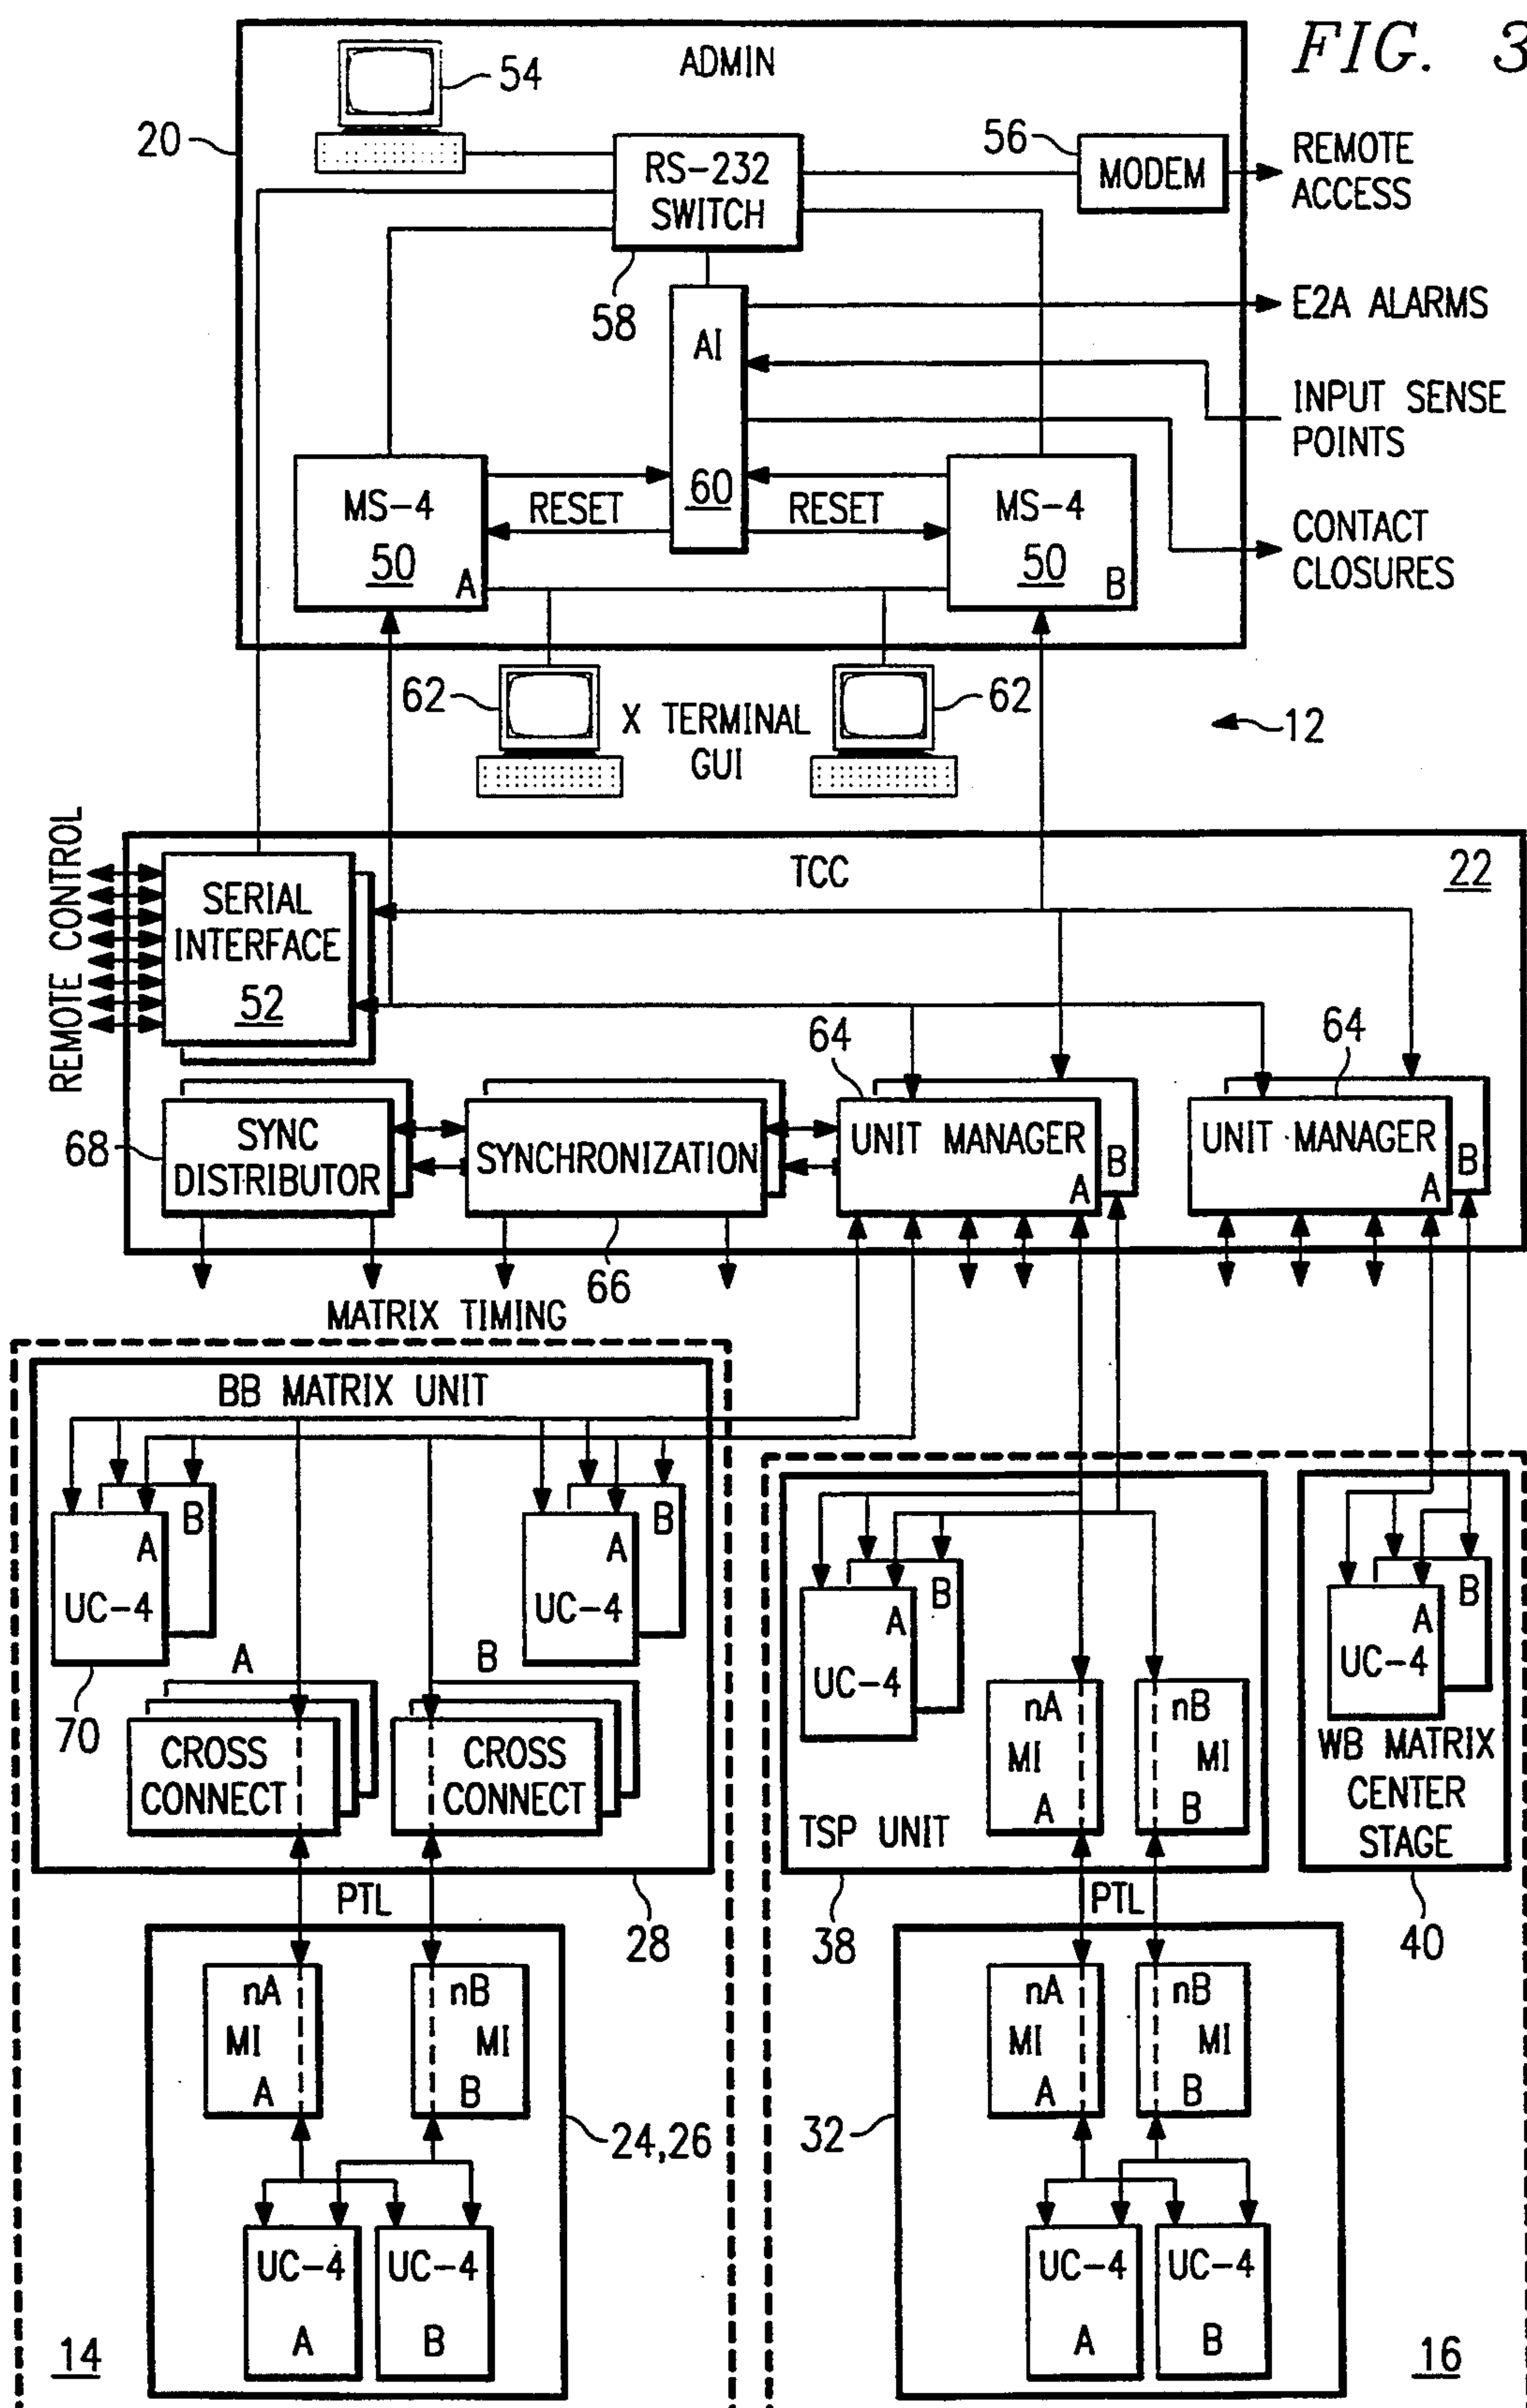 FIG. 3
ADMIN
54
20
RS-232
SWITCH
56
MODEM
REMOTE
ACCESS
58
AI
60
E2A ALARMS
INPUT SENSE
POINTS
CONTACT
CLOSURES
MS-4
50
A
RESET
RESET
MS-4
50
B
62
X TERMINAL
GUI
62
12
REMOTE CONTROL
TCC
22
SERIAL
INTERFACE
52
64
64
68
SYNC
DISTRIBUTOR
SYNCHRONIZATION
UNIT MANAGER
A
B
UNIT MANAGER
A
B
66
MATRIX TIMING
BB MATRIX UNIT
B
A
UC-4
B
A
UC-4
70
A
B
CROSS
CONNECT
CROSS
CONNECT
28
B
A
UC-4
nA
MI
A
nB
MI
B
TSP UNIT
38
B
A
UC-4
WB MATRIX
CENTER
STAGE
40
PTL
PTL
nA
MI
A
nB
MI
B
24,26
UC-4
A
UC-4
B
14
nA
MI
A
nB
MI
B
32
UC-4
A
UC-4
B
16